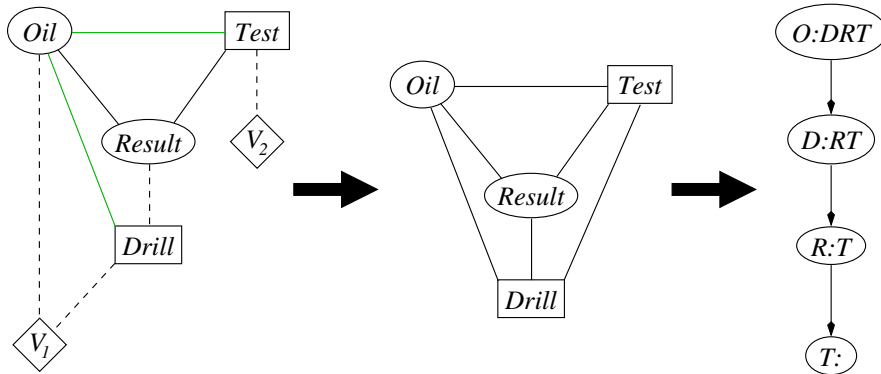 Oil
Test
Result
V2
Drill
V1
Oil
Test
Result
Drill
O:DRT
D:RT
R:T
T: